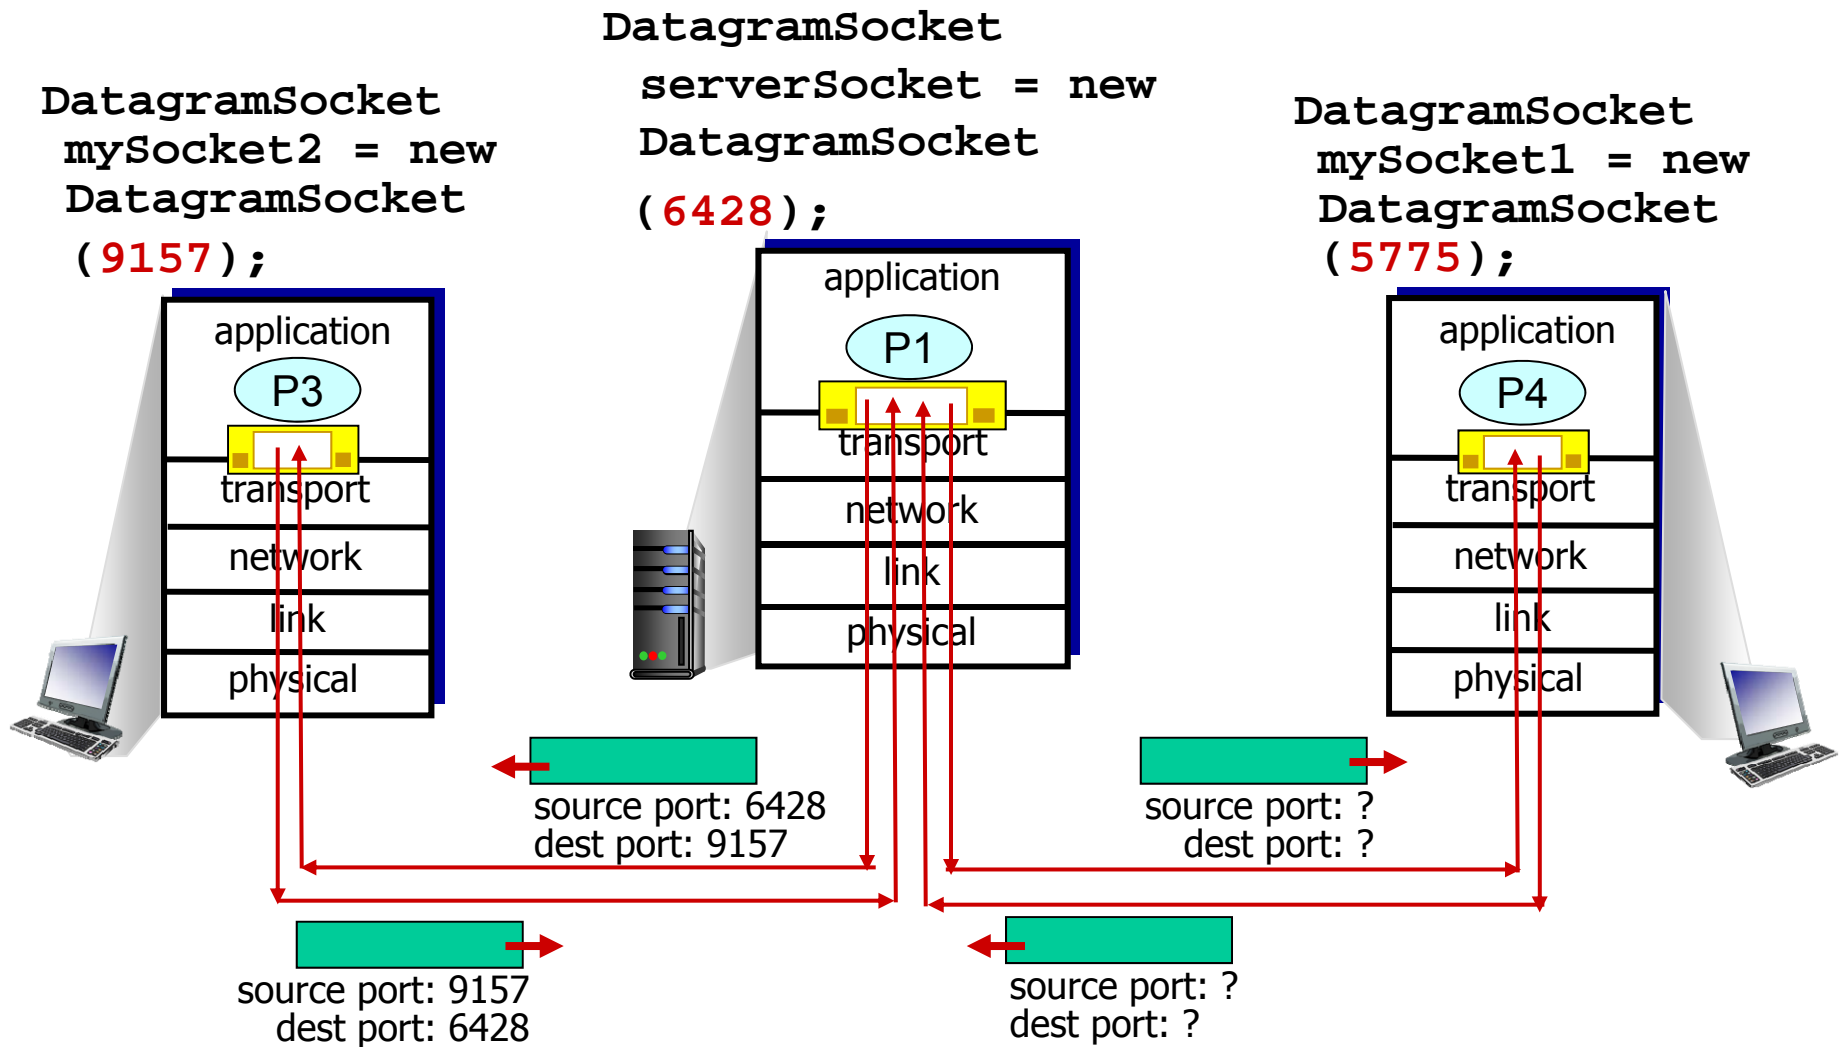 DatagramSocket
serverSocket = new
DatagramSocket
(6428);
DatagramSocket
mySocket2 = new
DatagramSocket
(9157);
DatagramSocket
mySocket1 = new
DatagramSocket
(5775);
application
P3
transport
network
link
physical
application
P1
transport
network
link
physical
application
P4
transport
network
link
physical
source port: 6428
dest port: 9157
source port: ?
dest port: ?
source port: 9157
dest port: 6428
source port: ?
dest port: ?